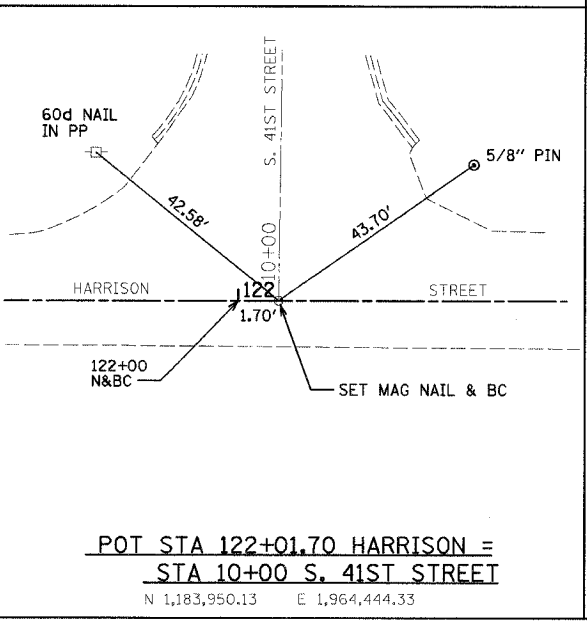 S. 41ST STREET
60d NAIL
IN PP
5/8" PIN
42.58'
43.70'
10+00
HARRISON
122
STREET
1.70'
122+00
N&BC
SET MAG NAIL & BC
POT STA 122+01.70 HARRISON =
STA 10+00 S. 41ST STREET
N 1,183,950.13 E 1,964,444.33